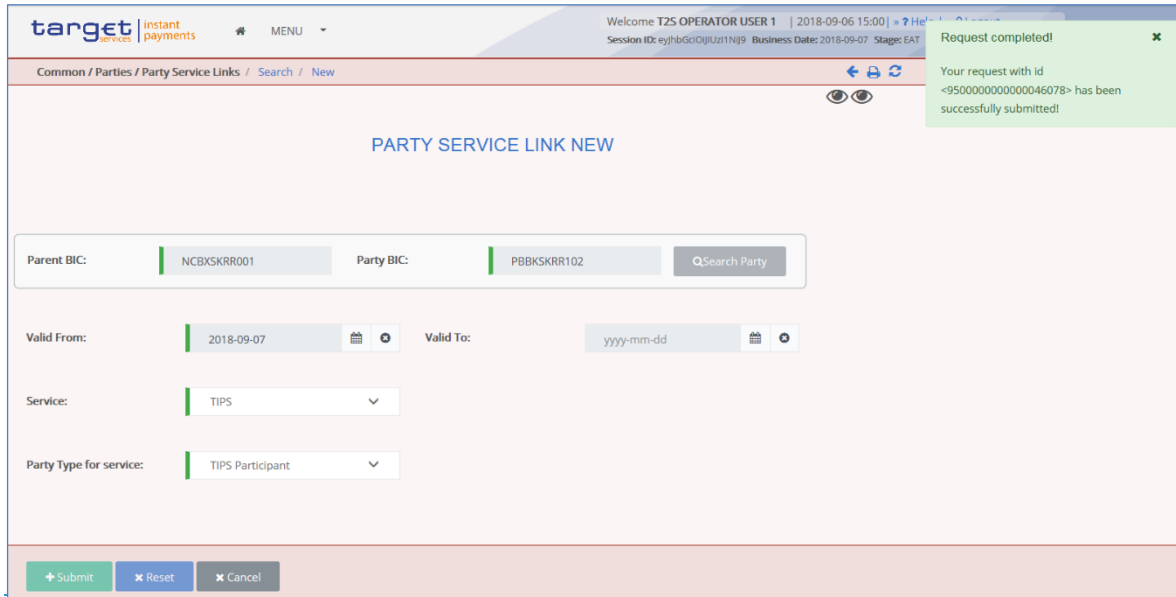 target services instant payments
MENU
Welcome T2S OPERATOR USER 1 | 2018-09-06 15:00| » ? Help
Session ID: eyJhbGciOiJIUzI1NiJ9 Business Date: 2018-09-07 Stage: EAT
Request completed!
Your request with id
<9500000000000046078> has been
successfully submitted!
Common / Parties / Party Service Links / Search / New
PARTY SERVICE LINK NEW
Parent BIC: NCBXSKRR001 Party BIC: PBBKSKRR102 Search Party
Valid From: 2018-09-07 Valid To: yyyy-mm-dd
Service: TIPS
Party Type for service: TIPS Participant
Submit Reset Cancel